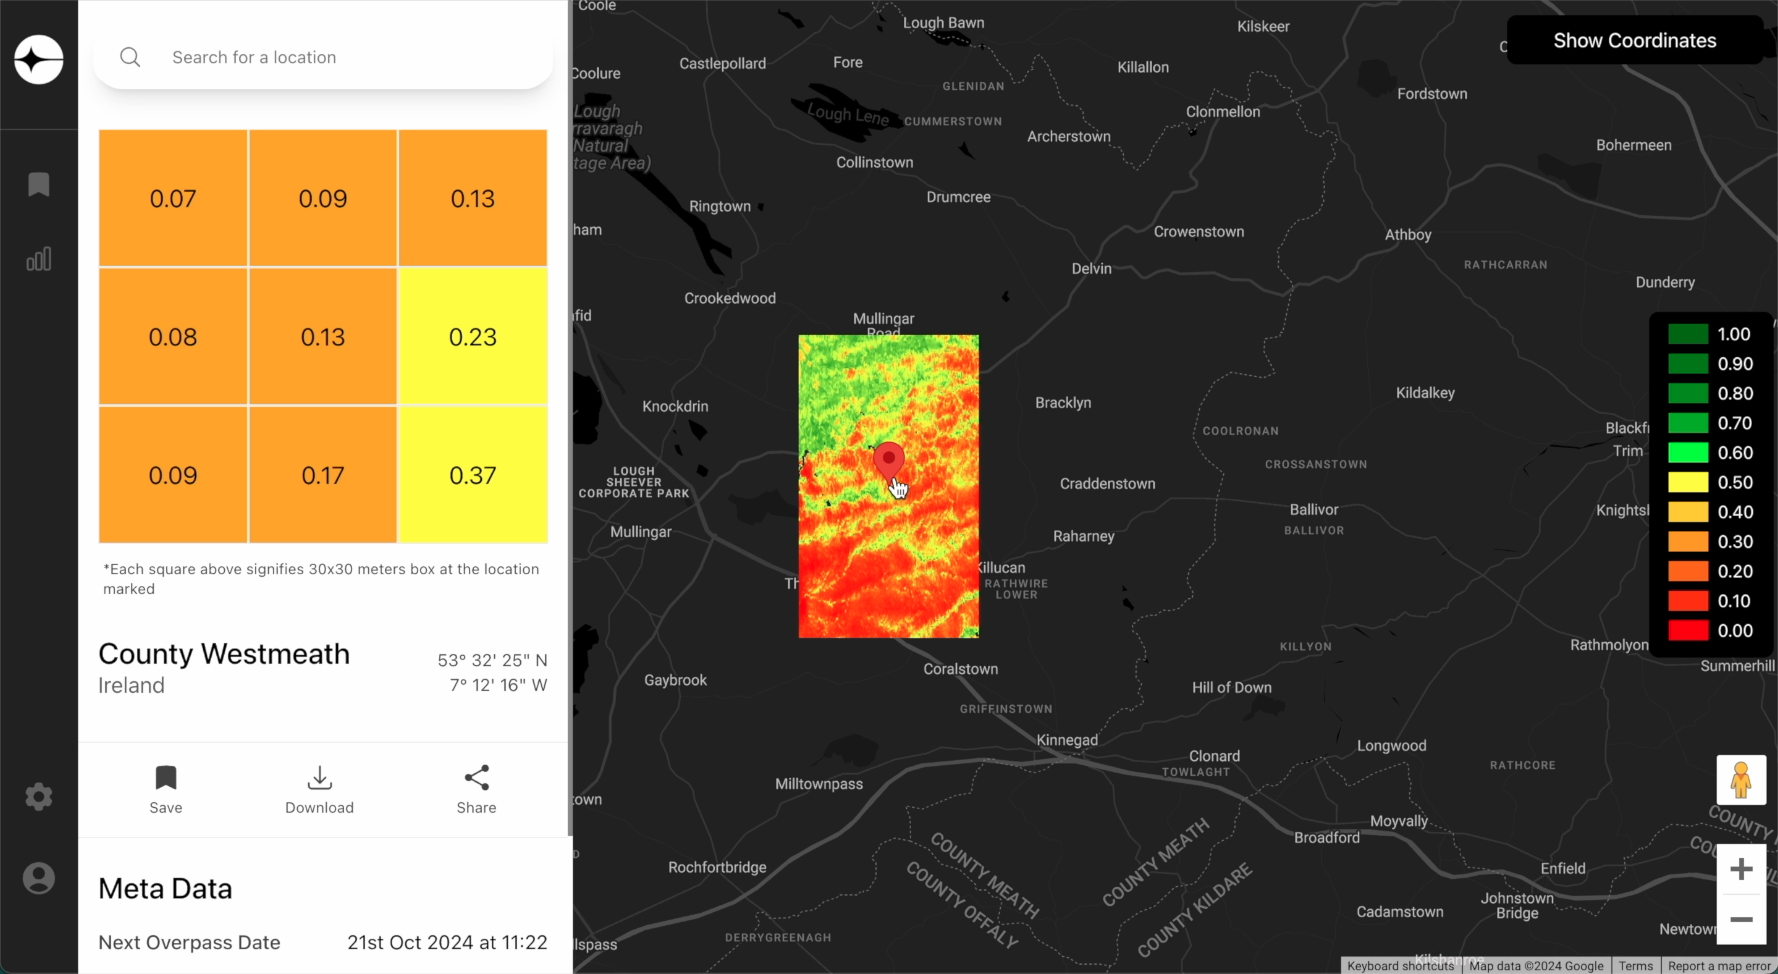 Search for a location
0.07 0.09 0.13
0.08 0.13 0.23
0.09 0.17 0.37
*Each square above signifies 30x30 meters box at the location
marked
County Westmeath
Ireland
53° 32' 25" N
7° 12' 16" W
Save
Download
Share
Meta Data
Next Overpass Date 21st Oct 2024 at 11:22
Show Coordinates
Coole
Lough Bawn
Kilskeer
Castlepollard
Fore
Killallon
Coolure
GLENIDAN
Fordstown
Lough
rravaragh
Natural
tage Area)
Lough Lene
CUMMERSTOWN
Clonmellon
Archerstown
Bohermeen
Collinstown
Drumcree
Ringtown
ham
Crowenstown
Athboy
RATHCARRAN
Delvin
Dunderry
Crookedwood
fid
Mullingar
Road
Knockdrin
Bracklyn
Kildalkey
COOLRONAN
Blackfr
Trim
CROSSANSTOWN
LOUGH
SHEEVER
CORPORATE PARK
Craddenstown
Ballivor
BALLIVOR
Knightsl
Mullingar
Raharney
Killucan
RATHWIRE
LOWER
Th
KILLYON
Rathmolyon
Summerhill
Coralstown
Gaybrook
Hill of Down
GRIFFINSTOWN
Kinnegad
Clonard
TOWLAGHT
Longwood
RATHCORE
Milltownpass
town
Moyvally
Broadford
COUNTY MEATH
COUNTY OFFALY
COUNTY MEATH
COUNTY KILDARE
COUNTY
COU
Rochfortbridge
Enfield
Cadamstown
Johnstown
Bridge
Newtown
DERRYGREENAGH
llspass
1.00
0.90
0.80
0.70
0.60
0.50
0.40
0.30
0.20
0.10
0.00
Keyboard shortcuts
Map data ©2024 Google
Terms
Report a map error